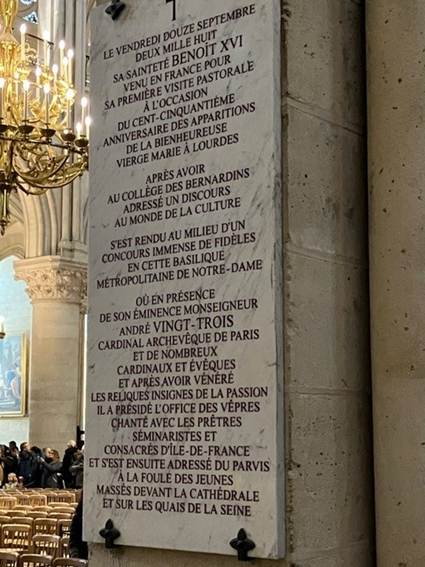 LE VENDREDI DOUZE SEPTEMBRE
DEUX MILLE HUIT
SA SAINTETÉ BENOÎT XVI
VENU EN FRANCE POUR
SA PREMIÈRE VISITE PASTORALE
À L'OCCASION
DU CENT-CINQUANTIÈME
ANNIVERSAIRE DES APPARITIONS
DE LA BIENHEUREUSE
VIERGE MARIE À LOURDES
APRÈS AVOIR
AU COLLÈGE DES BERNARDINS
ADRESSÉ UN DISCOURS
AU MONDE DE LA CULTURE
S'EST RENDU AU MILIEU D'UN
CONCOURS IMMENSE DE FIDÈLES
EN CETTE BASILIQUE
MÉTROPOLITAINE DE NOTRE-DAME
OÙ EN PRÉSENCE
DE SON ÉMINENCE MONSEIGNEUR
ANDRÉ VINGT-TROIS
CARDINAL ARCHEVÊQUE DE PARIS
ET DE NOMBREUX
CARDINAUX ET ÉVÊQUES
ET APRÈS AVOIR VÉNÉRÉ
LES RELIQUES INSIGNES DE LA PASSION
IL A PRÉSIDÉ L'OFFICE DES VÊPRES
CHANTÉ AVEC LES PRÊTRES
SÉMINARISTES ET
CONSACRÉS D'ÎLE-DE-FRANCE
ET S'EST ENSUITE ADRESSÉ DU PARVIS
À LA FOULE DES JEUNES
MASSÉS DEVANT LA CATHÉDRALE
ET SUR LES QUAIS DE LA SEINE